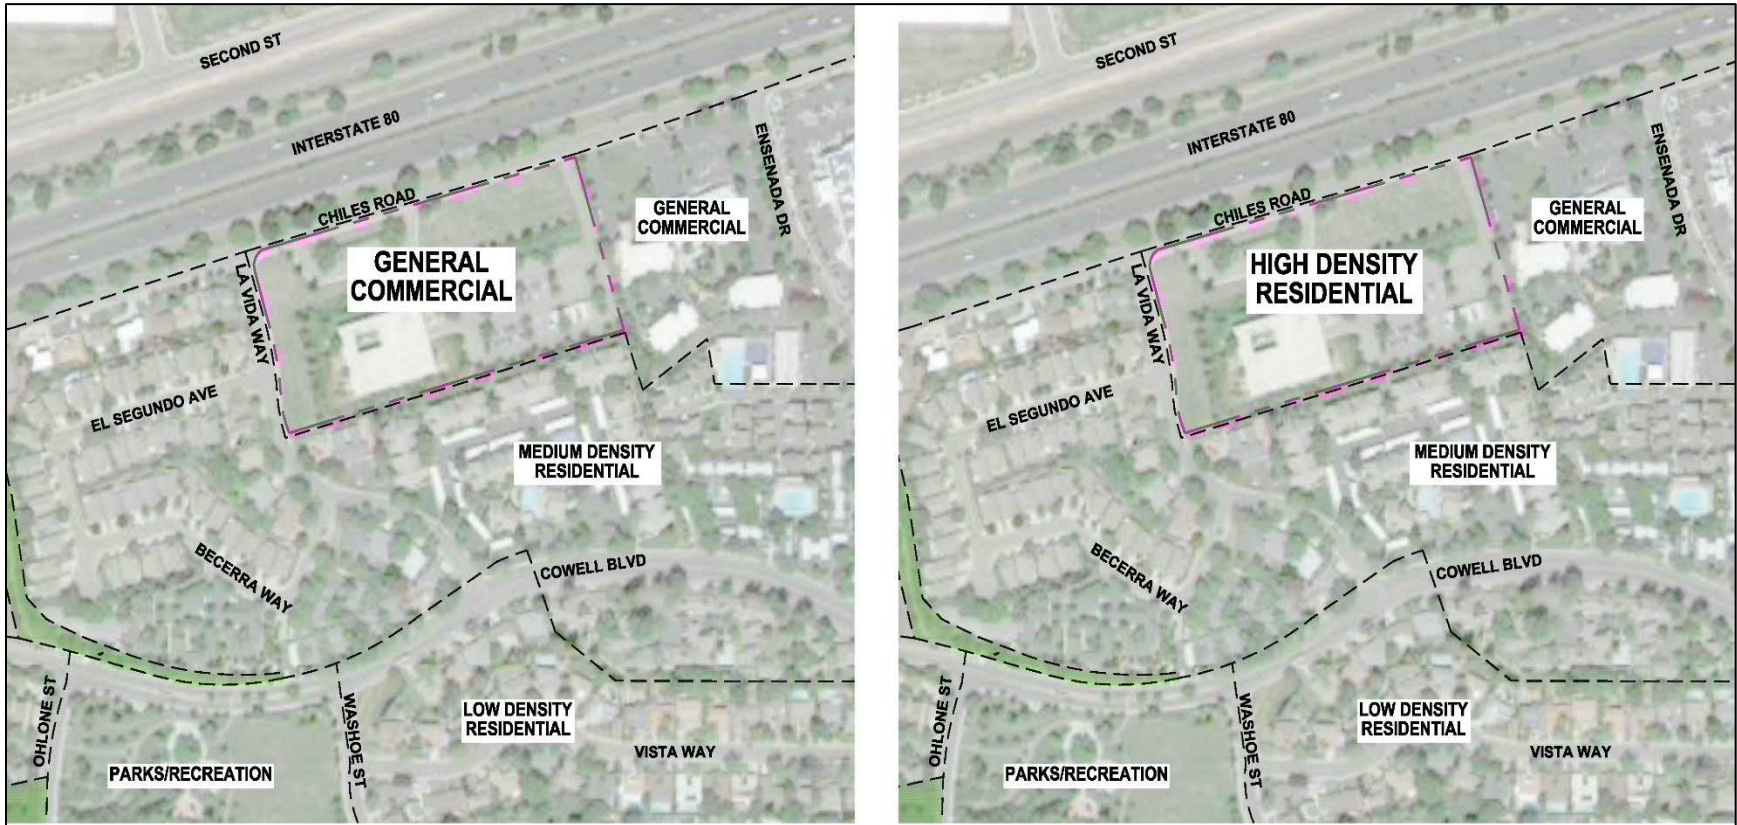 SECOND ST
INTERSTATE 80
ENSENADA DR
CHILES ROAD
GENERAL
COMMERCIAL
GENERAL
COMMERCIAL
LA VIDA WAY
EL SEGUNDO AVE
MEDIUM DENSITY
RESIDENTIAL
BECERRA WAY
COWELL BLVD
OHLONE ST
WASHOE ST
LOW DENSITY
RESIDENTIAL
VISTA WAY
PARKS/RECREATION
SECOND ST
INTERSTATE 80
ENSENADA DR
CHILES ROAD
GENERAL
COMMERCIAL
HIGH DENSITY
RESIDENTIAL
LA VIDA WAY
EL SEGUNDO AVE
MEDIUM DENSITY
RESIDENTIAL
BECERRA WAY
COWELL BLVD
OHLONE ST
WASHOE ST
LOW DENSITY
RESIDENTIAL
VISTA WAY
PARKS/RECREATION